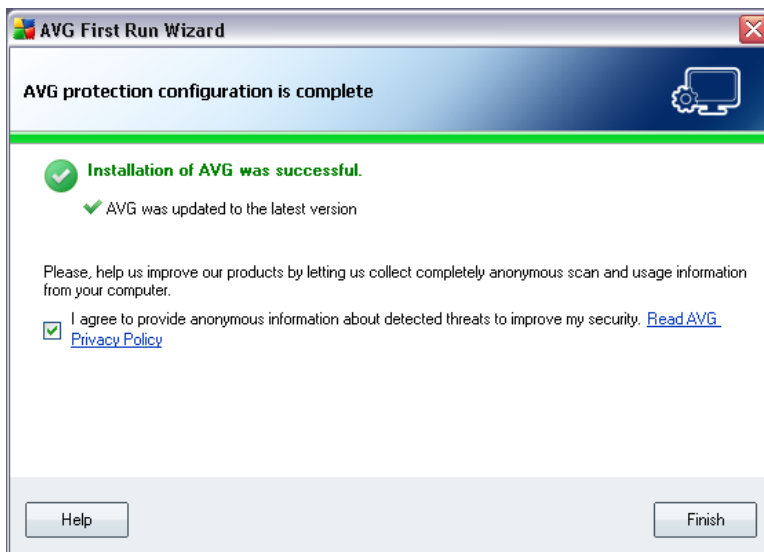 AVG First Run Wizard
AVG protection configuration is complete
Installation of AVG was successful.
AVG was updated to the latest version
Please, help us improve our products by letting us collect completely anonymous scan and usage information
from your computer.
I agree to provide anonymous information about detected threats to improve my security. Read AVG
Privacy Policy
Help
Finish